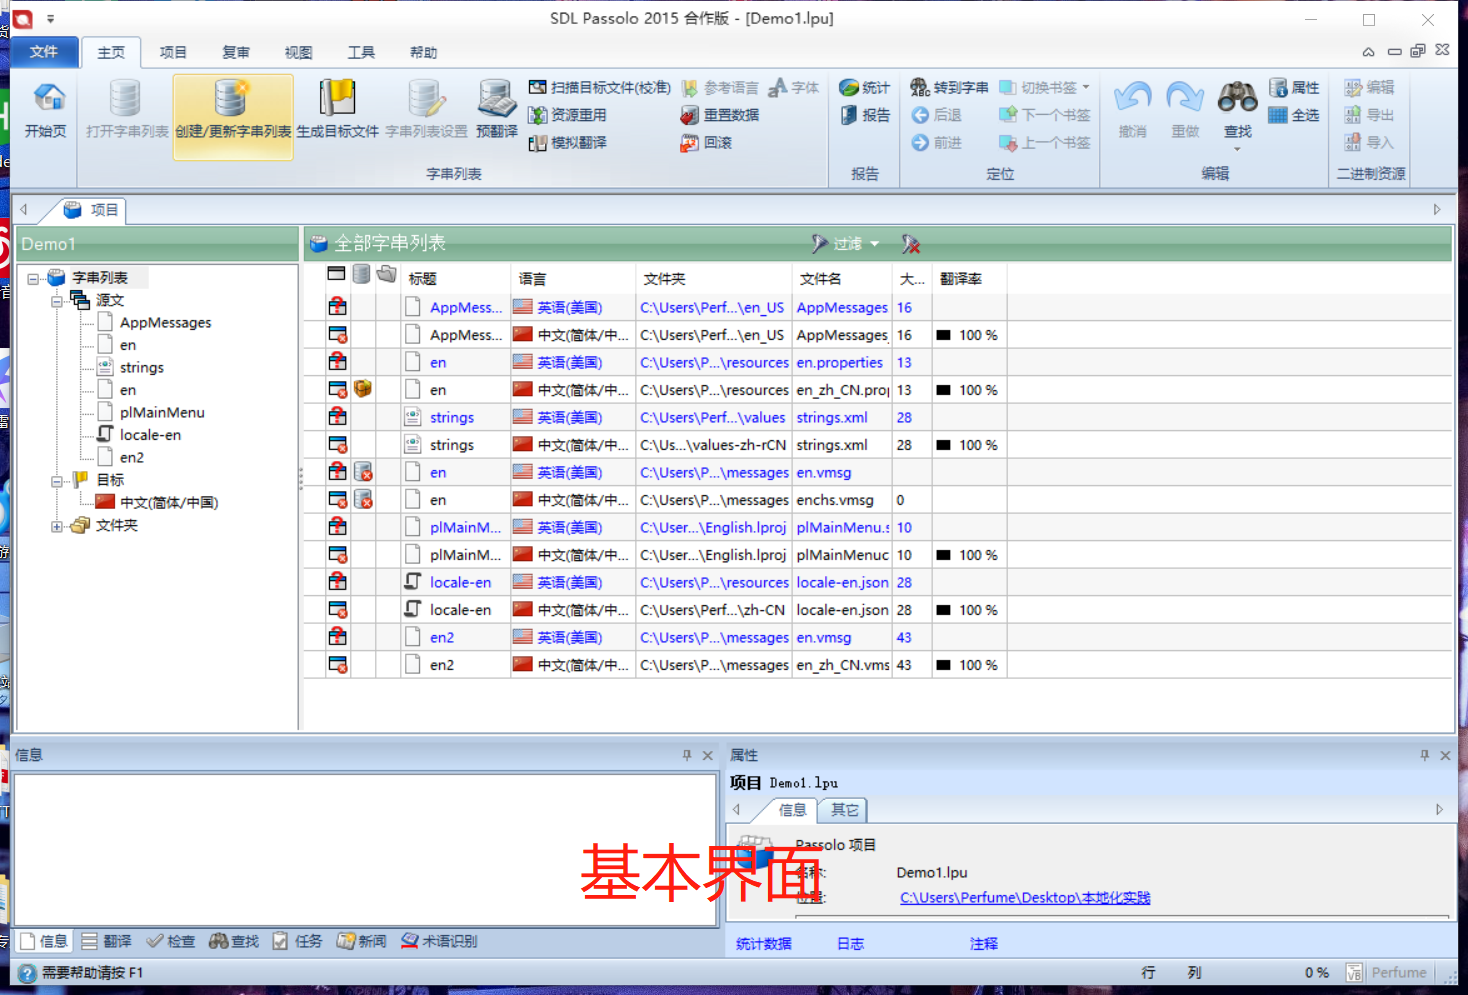 SDL Passolo 2015 合作版 - [Demo1.lpu]
文件 主页 项目 复审 视图 工具 帮助
开始页 打开字串列表 创建/更新字串列表 生成目标文件 字串列表设置 预翻译
扫描目标文件(校准) 参考语言 字体
资源重用 重置数据
模拟翻译 回滚
字串列表
统计
报告
报告
转到字串 切换书签
后退 下一个书签
前进 上一个书签
定位
撤消 重做 查找
属性
全选
编辑
编辑
导出
导入
二进制资源
项目
Demo1
全部字串列表 过滤
字串列表
源文
AppMessages
en
strings
en
plMainMenu
locale-en
en2
目标
中文(简体/中国)
文件夹
标题 语言 文件夹 文件名 大... 翻译率
AppMess... 英语(美国) C:\Users\Perf...\en_US AppMessages 16
AppMess... 中文(简体/中... C:\Users\Perf...\en_US AppMessages_ 16 100 %
en 英语(美国) C:\Users\P...\resources en.properties 13
en 中文(简体/中... C:\Users\P...\resources en_zh_CN.prop 13 100 %
strings 英语(美国) C:\Users\Perf...\values strings.xml 28
strings 中文(简体/中... C:\Us...\values-zh-rCN strings.xml 28 100 %
en 英语(美国) C:\Users\P...\messages en.vmsg
en 中文(简体/中... C:\Users\P...\messages enchs.vmsg 0
plMainM... 英语(美国) C:\User...\English.lproj plMainMenu.s 10
plMainM... 中文(简体/中... C:\User...\English.lproj plMainMenuc 10 100 %
locale-en 英语(美国) C:\Users\P...\resources locale-en.json 28
locale-en 中文(简体/中... C:\Users\Perf...\zh-CN locale-en.json 28 100 %
en2 英语(美国) C:\Users\P...\messages en.vmsg 43
en2 中文(简体/中... C:\Users\P...\messages en_zh_CN.vms 43 100 %
信息
属性
项目 Demo1.lpu
信息 其它
Passolo 项目
名称: Demo1.lpu
位置: C:\Users\Perfume\Desktop\本地化实践
基本界面
统计数据 日志 注释
信息 翻译 检查 查找 任务 新闻 术语识别
需要帮助请按 F1
行 列 0 % Perfume